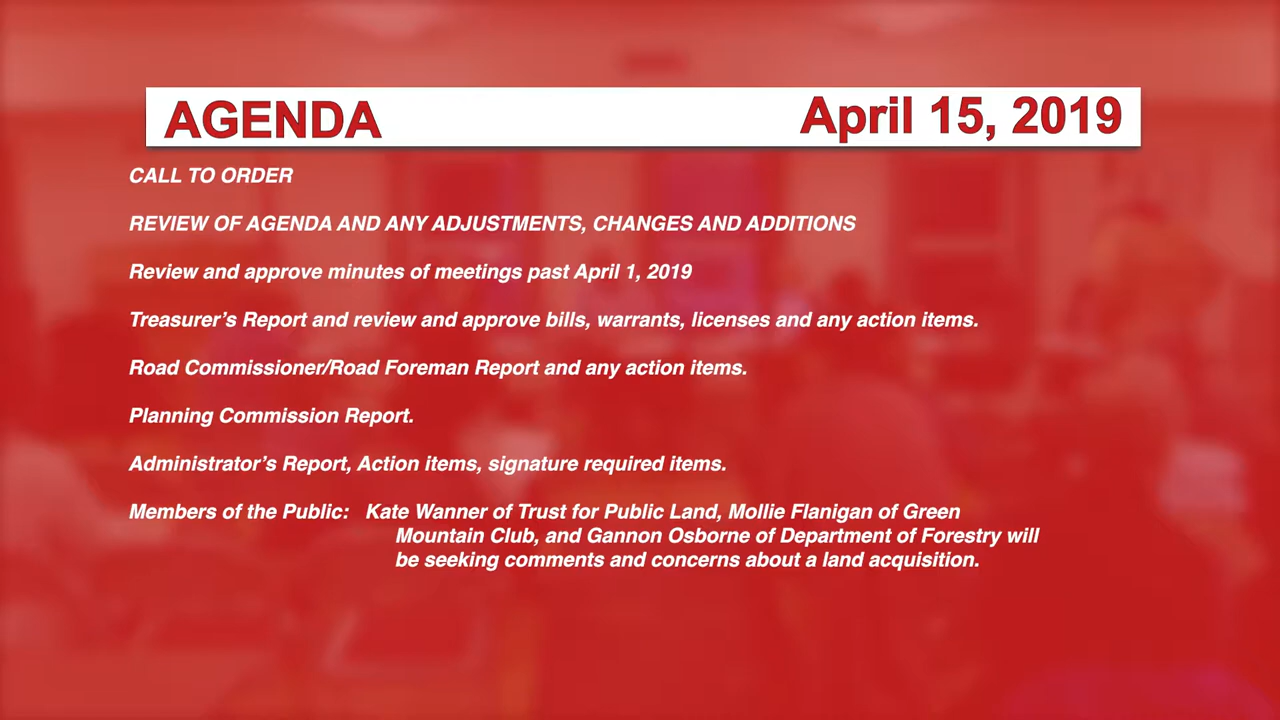 AGENDA April 15, 2019
CALL TO ORDER
REVIEW OF AGENDA AND ANY ADJUSTMENTS, CHANGES AND ADDITIONS
Review and approve minutes of meetings past April 1, 2019
Treasurer’s Report and review and approve bills, warrants, licenses and any action items.
Road Commissioner/Road Foreman Report and any action items.
Planning Commission Report.
Administrator’s Report, Action items, signature required items.
Members of the Public: Kate Wanner of Trust for Public Land, Mollie Flanigan of Green
Mountain Club, and Gannon Osborne of Department of Forestry will
be seeking comments and concerns about a land acquisition.